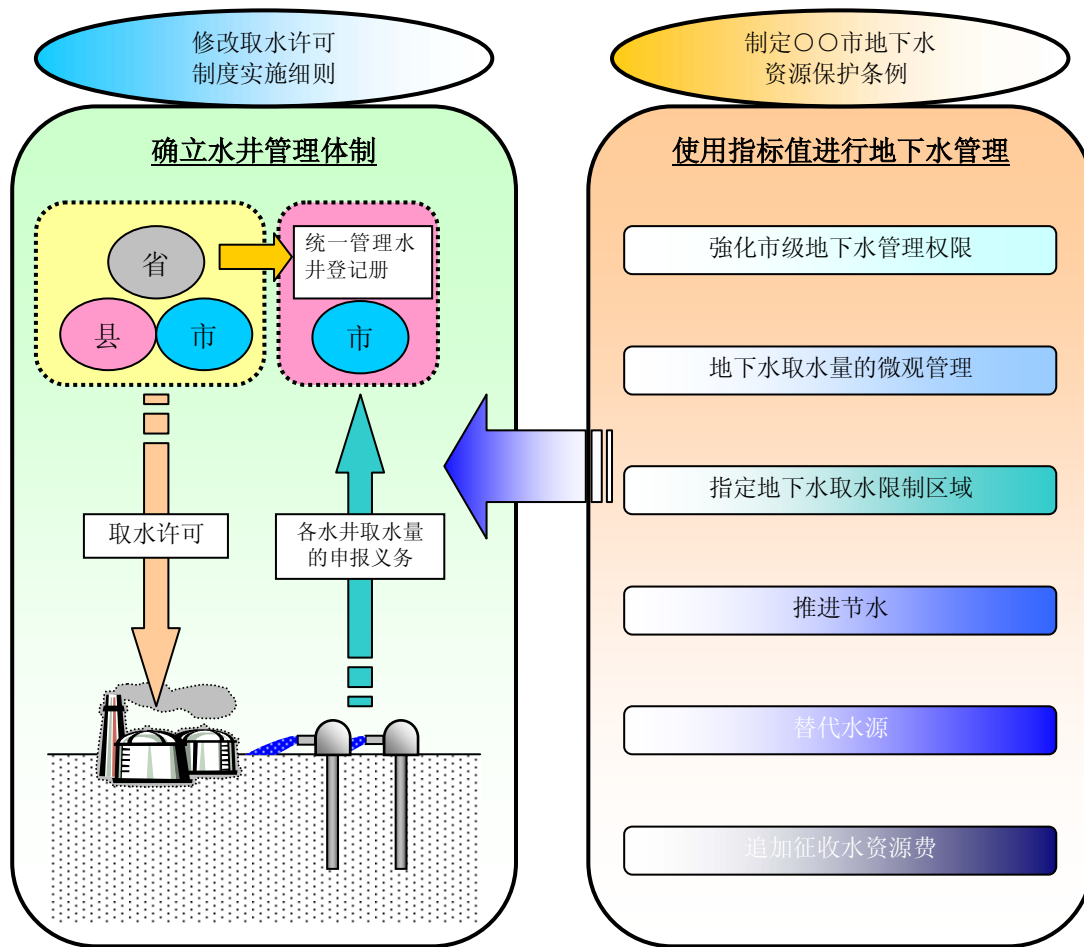 修改取水许可
制度实施细则
确立水井管理体制
省
县
市
统一管理水
井登记册
市
取水许可
各水井取水量
的申报义务
制定〇〇市地下水
资源保护条例
使用指标值进行地下水管理
強化市级地下水管理权限
地下水取水量的微观管理
指定地下水取水限制区域
推进节水
替代水源
追加征收水资源费